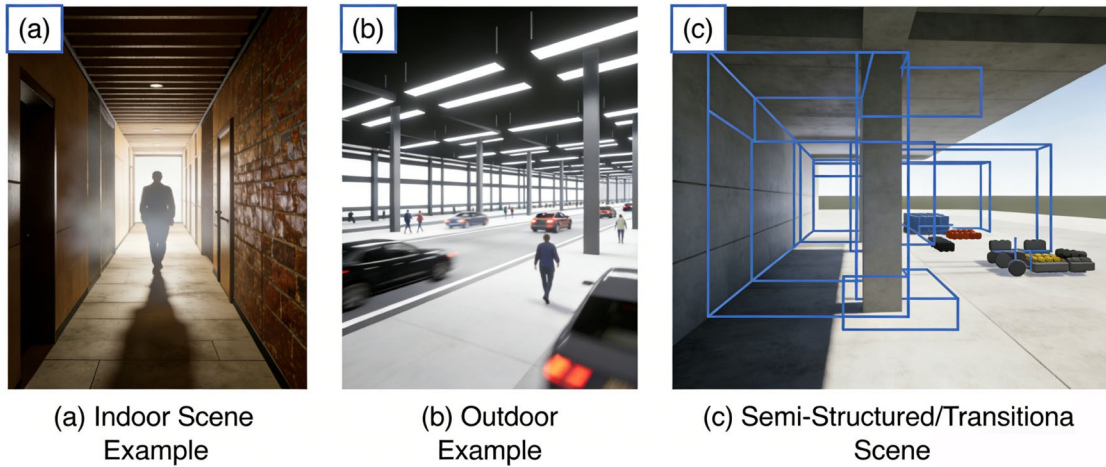 (a)
(b)
(c)
(a) Indoor Scene
Example
(b) Outdoor
Example
(c) Semi-Structured/Transitiona
Scene